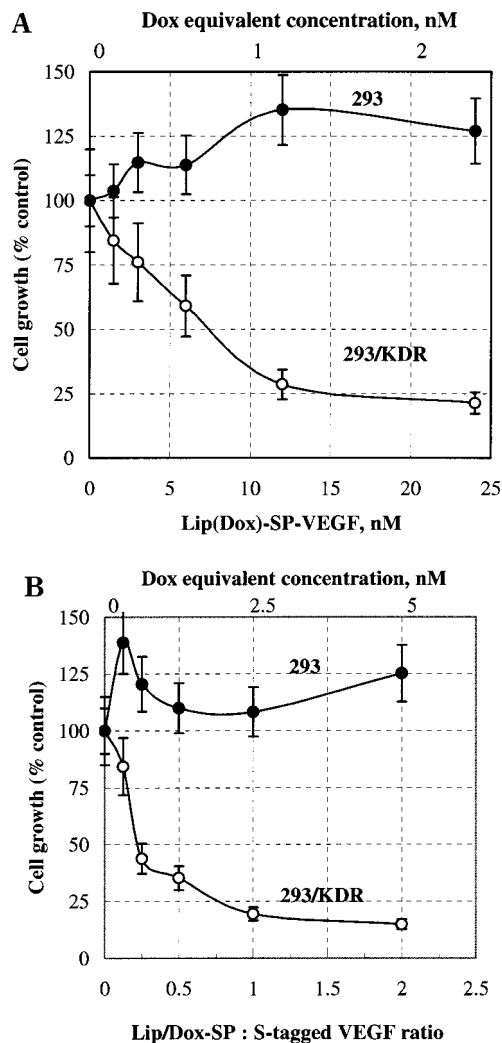 A
Dox equivalent concentration, nM
0 1 2
150
125
100
75
50
25
0
Cell growth (% control)
293
293/KDR
0 5 10 15 20 25
Lip(Dox)-SP-VEGF, nM
B
Dox equivalent concentration, nM
0 2.5 5
150
125
100
75
50
25
0
Cell growth (% control)
293
293/KDR
0 0.5 1 1.5 2 2.5
Lip/Dox-SP : S-tagged VEGF ratio